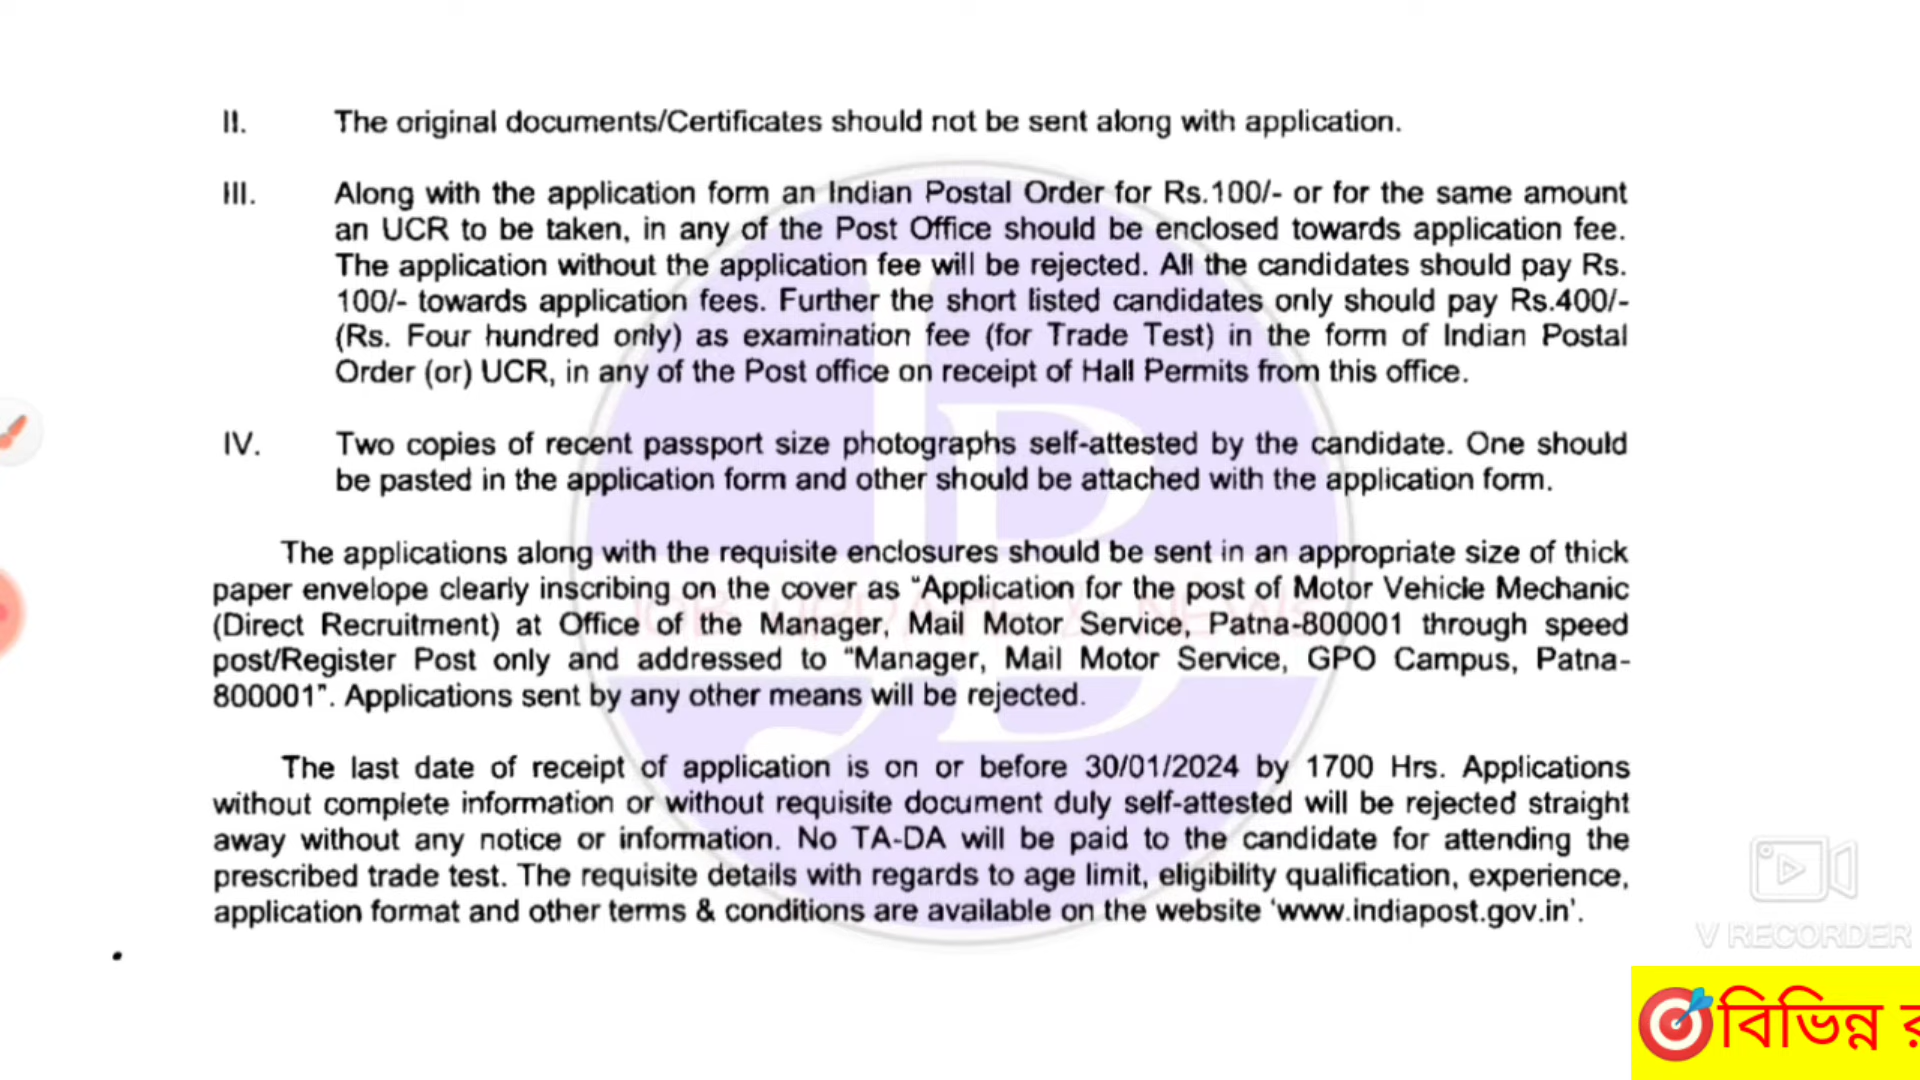 II. The original documents/Certificates should not be sent along with application.
III. Along with the application form an Indian Postal Order for Rs.100/- or for the same amount
an UCR to be taken, in any of the Post Office should be enclosed towards application fee.
The application without the application fee will be rejected. All the candidates should pay Rs.
100/- towards application fees. Further the short listed candidates only should pay Rs.400/-
(Rs. Four hundred only) as examination fee (for Trade Test) in the form of Indian Postal
Order (or) UCR, in any of the Post office on receipt of Hall Permits from this office.
IV. Two copies of recent passport size photographs self-attested by the candidate. One should
be pasted in the application form and other should be attached with the application form.
The applications along with the requisite enclosures should be sent in an appropriate size of thick
paper envelope clearly inscribing on the cover as “Application for the post of Motor Vehicle Mechanic
(Direct Recruitment) at Office of the Manager, Mail Motor Service, Patna-800001 through speed
post/Register Post only and addressed to “Manager, Mail Motor Service, GPO Campus, Patna-
800001”. Applications sent by any other means will be rejected.
The last date of receipt of application is on or before 30/01/2024 by 1700 Hrs. Applications
without complete information or without requisite document duly self-attested will be rejected straight
away without any notice or information. No TA-DA will be paid to the candidate for attending the
prescribed trade test. The requisite details with regards to age limit, eligibility qualification, experience,
application format and other terms & conditions are available on the website 'www.indiapost.gov.in'.
V RECORDER
বিভিন্ন